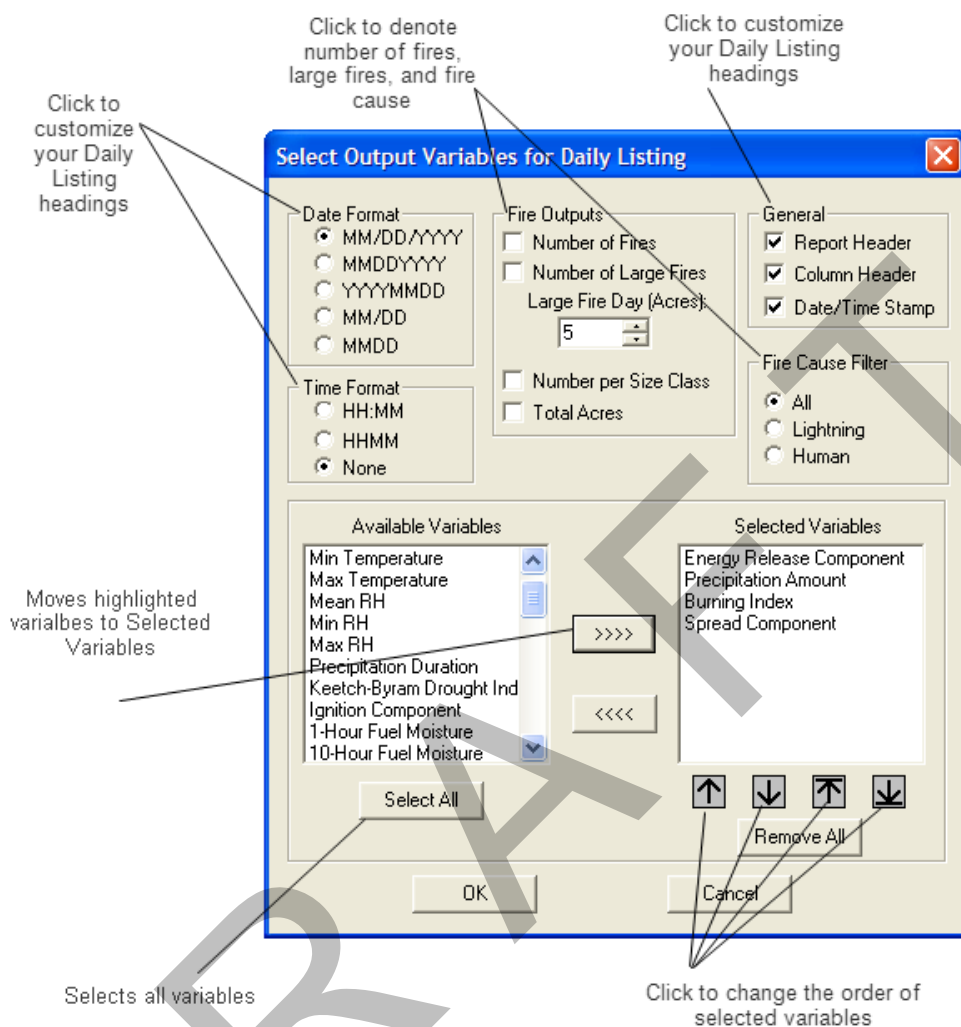 Click to denote
number of fires,
large fires, and fire
cause
Click to customize
your Daily Listing
headings
Click to
customize
your Daily
Listing
headings
Select Output Variables for Daily Listing
Date Format
MM/DD/YYYY
MMDDYYYY
YYYYMMDD
MM/DD
MMDD
Time Format
HH:MM
HHMM
None
Fire Outputs
Number of Fires
Number of Large Fires
Large Fire Day (Acres):
5
Number per Size Class
Total Acres
General
Report Header
Column Header
Date/Time Stamp
Fire Cause Filter
All
Lightning
Human
Available Variables
Min Temperature
Max Temperature
Mean RH
Min RH
Max RH
Precipitation Duration
Keetch-Byram Drought Ind
Ignition Component
1-Hour Fuel Moisture
10-Hour Fuel Moisture
Select All
>>>>
<<<<
Selected Variables
Energy Release Component
Precipitation Amount
Burning Index
Spread Component
Remove All
OK
Cancel
Moves highlighted
varialbes to Selected
Variables
Selects all variables
Click to change the order of
selected variables
RAFT